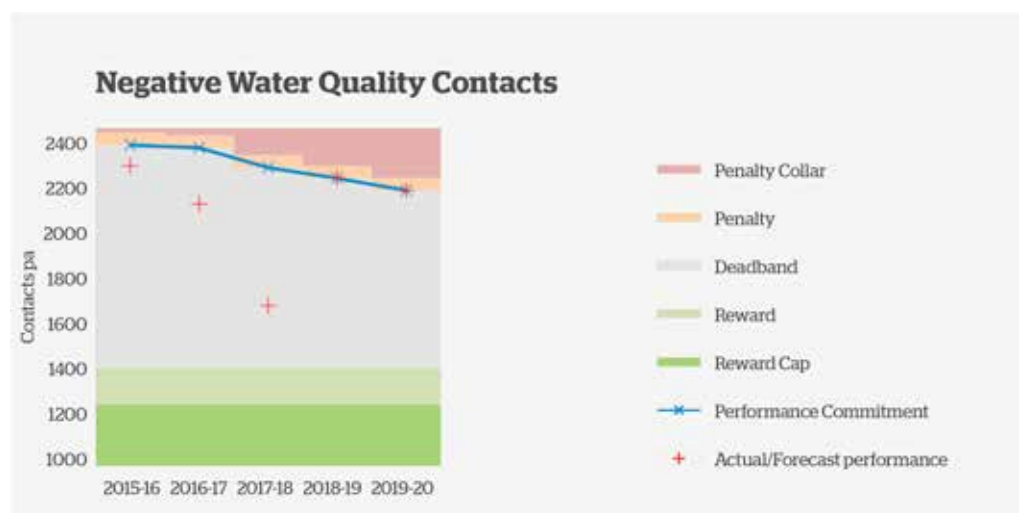 Negative Water Quality Contacts
Contacts pa
2400
2200
2000
1800
1600
1400
1200
1000
2015-16 2016-17 2017-18 2018-19 2019-20
Penalty Collar
Penalty
Deadband
Reward
Reward Cap
Performance Commitment
Actual/Forecast performance